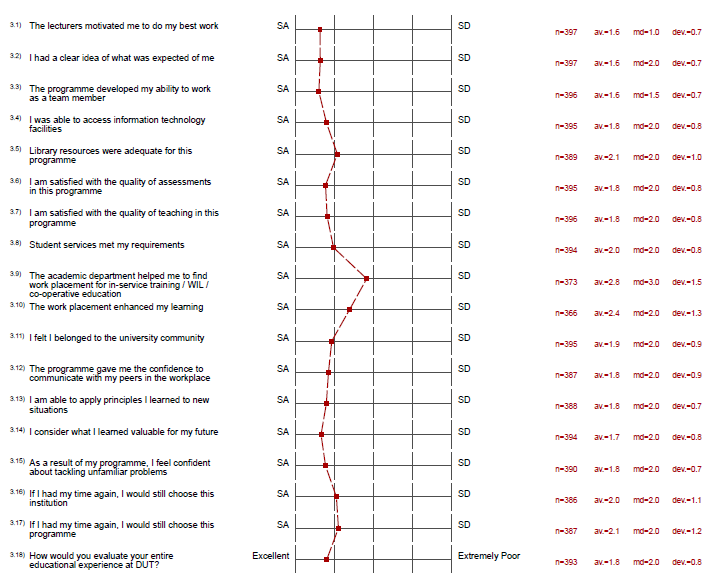 3.1) The lecturers motivated me to do my best work SA SD n=397 av.=1.6 md=1.0 dev.=0.7
3.2) I had a clear idea of what was expected of me SA SD n=397 av.=1.6 md=2.0 dev.=0.7
3.3) The programme developed my ability to work SA SD n=396 av.=1.6 md=1.5 dev.=0.7
as a team member
3.4) I was able to access information technology SA SD n=395 av.=1.8 md=2.0 dev.=0.8
facilities
3.5) Library resources were adequate for this SA SD n=389 av.=2.1 md=2.0 dev.=1.0
programme
3.6) I am satisfied with the quality of assessments SA SD n=395 av.=1.8 md=2.0 dev.=0.8
in this programme
3.7) I am satisfied with the quality of teaching in this SA SD n=396 av.=1.8 md=2.0 dev.=0.8
programme
3.8) Student services met my requirements SA SD n=394 av.=2.0 md=2.0 dev.=0.8
3.9) The academic department helped me to find SA SD n=373 av.=2.8 md=3.0 dev.=1.5
work placement for in-service training / WIL /
co-operative education
3.10) The work placement enhanced my learning SA SD n=366 av.=2.4 md=2.0 dev.=1.3
3.11) I felt I belonged to the university community SA SD n=395 av.=1.9 md=2.0 dev.=0.9
3.12) The programme gave me the confidence to SA SD n=387 av.=1.8 md=2.0 dev.=0.9
communicate with my peers in the workplace
3.13) I am able to apply principles I learned to new SA SD n=388 av.=1.8 md=2.0 dev.=0.7
situations
3.14) I consider what I learned valuable for my future SA SD n=394 av.=1.7 md=2.0 dev.=0.8
3.15) As a result of my programme, I feel confident SA SD n=390 av.=1.8 md=2.0 dev.=0.7
about tackling unfamiliar problems
3.16) If I had my time again, I would still choose this SA SD n=386 av.=2.0 md=2.0 dev.=1.1
institution
3.17) If I had my time again, I would still choose this SA SD n=387 av.=2.1 md=2.0 dev.=1.2
programme
3.18) How would you evaluate your entire Excellent Extremely Poor n=393 av.=1.8 md=2.0 dev.=0.8
educational experience at DUT?